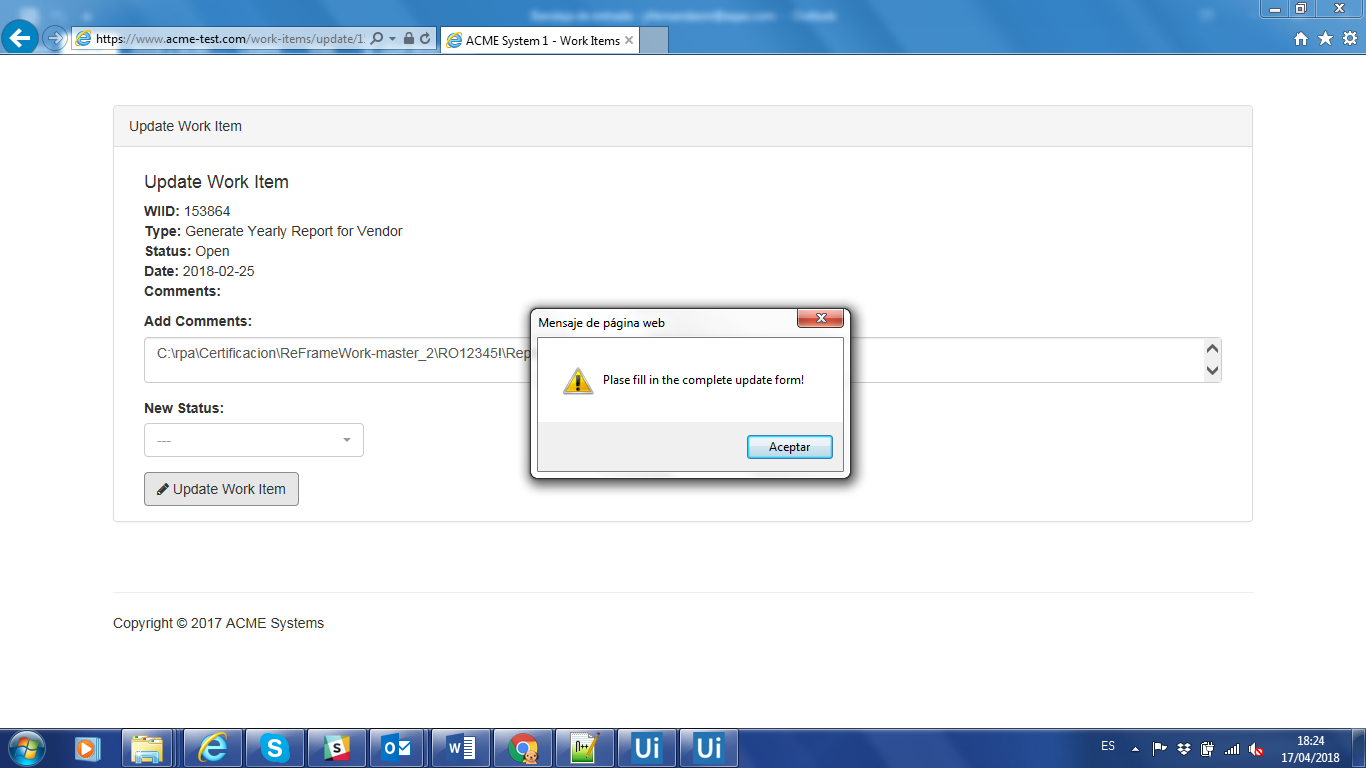 https://www.acme-test.com/work-items/update/1
ACME System 1 - Work Items
Update Work Item
Update Work Item
WIID: 153864
Type: Generate Yearly Report for Vendor
Status: Open
Date: 2018-02-25
Comments:
Add Comments:
C:\rpa\Certificacion\ReFrameWork-master_2\RO12345!\Rep
New Status:
---
Update Work Item
Mensaje de página web
Plase fill in the complete update form!
Aceptar
Copyright © 2017 ACME Systems
ES
18:24
17/04/2018